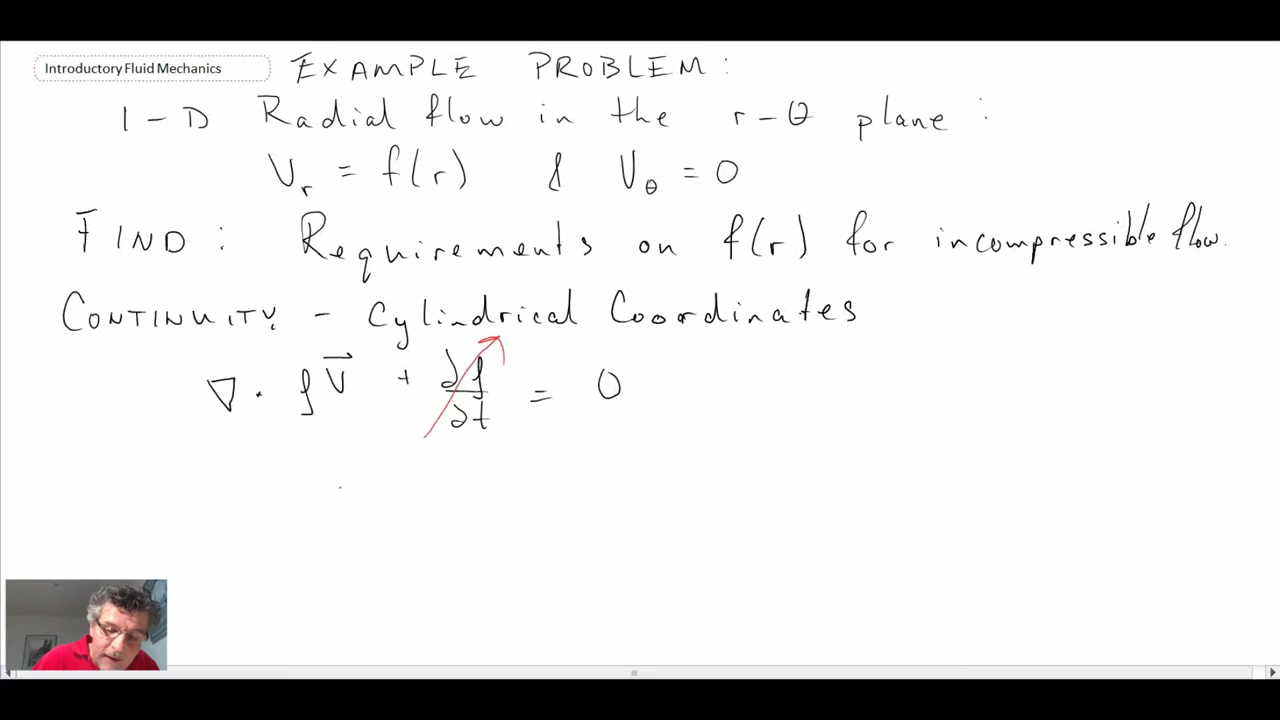 Introductory Fluid Mechanics
EXAMPLE PROBLEM:
1-D Radial flow in the r-θ plane:
Vr = f(r) & Vθ = 0
FIND: Requirements on f(r) for incompressible flow.
CONTINUITY - Cylindrical Coordinates
∇ · ρV⃗ + ∂ρ/∂t = 0